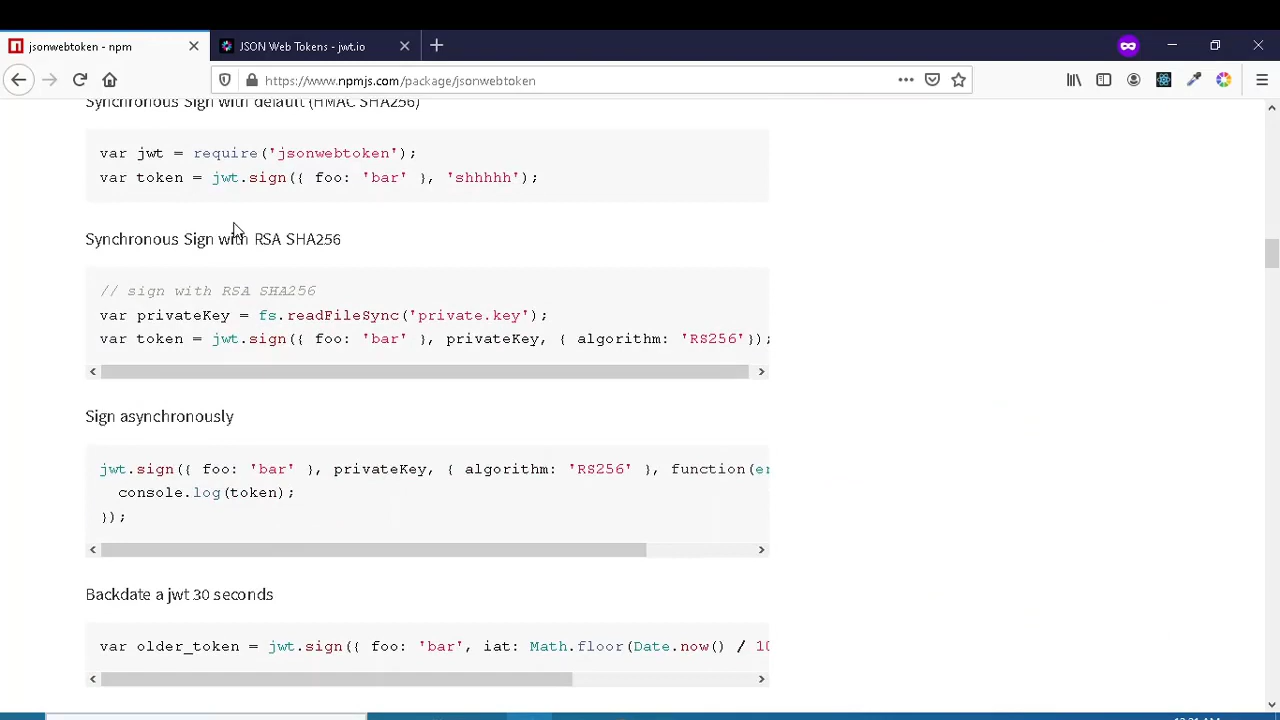 jsonwebtoken - npm
JSON Web Tokens - jwt.io
https://www.npmjs.com/package/jsonwebtoken
Synchronous Sign with default (HMAC SHA256)
var jwt = require('jsonwebtoken');
var token = jwt.sign({ foo: 'bar' }, 'shhhhh');
Synchronous Sign with RSA SHA256
// sign with RSA SHA256
var privateKey = fs.readFileSync('private.key');
var token = jwt.sign({ foo: 'bar' }, privateKey, { algorithm: 'RS256'});
Sign asynchronously
jwt.sign({ foo: 'bar' }, privateKey, { algorithm: 'RS256' }, function(er
console.log(token);
});
Backdate a jwt 30 seconds
var older_token = jwt.sign({ foo: 'bar', iat: Math.floor(Date.now() / 10